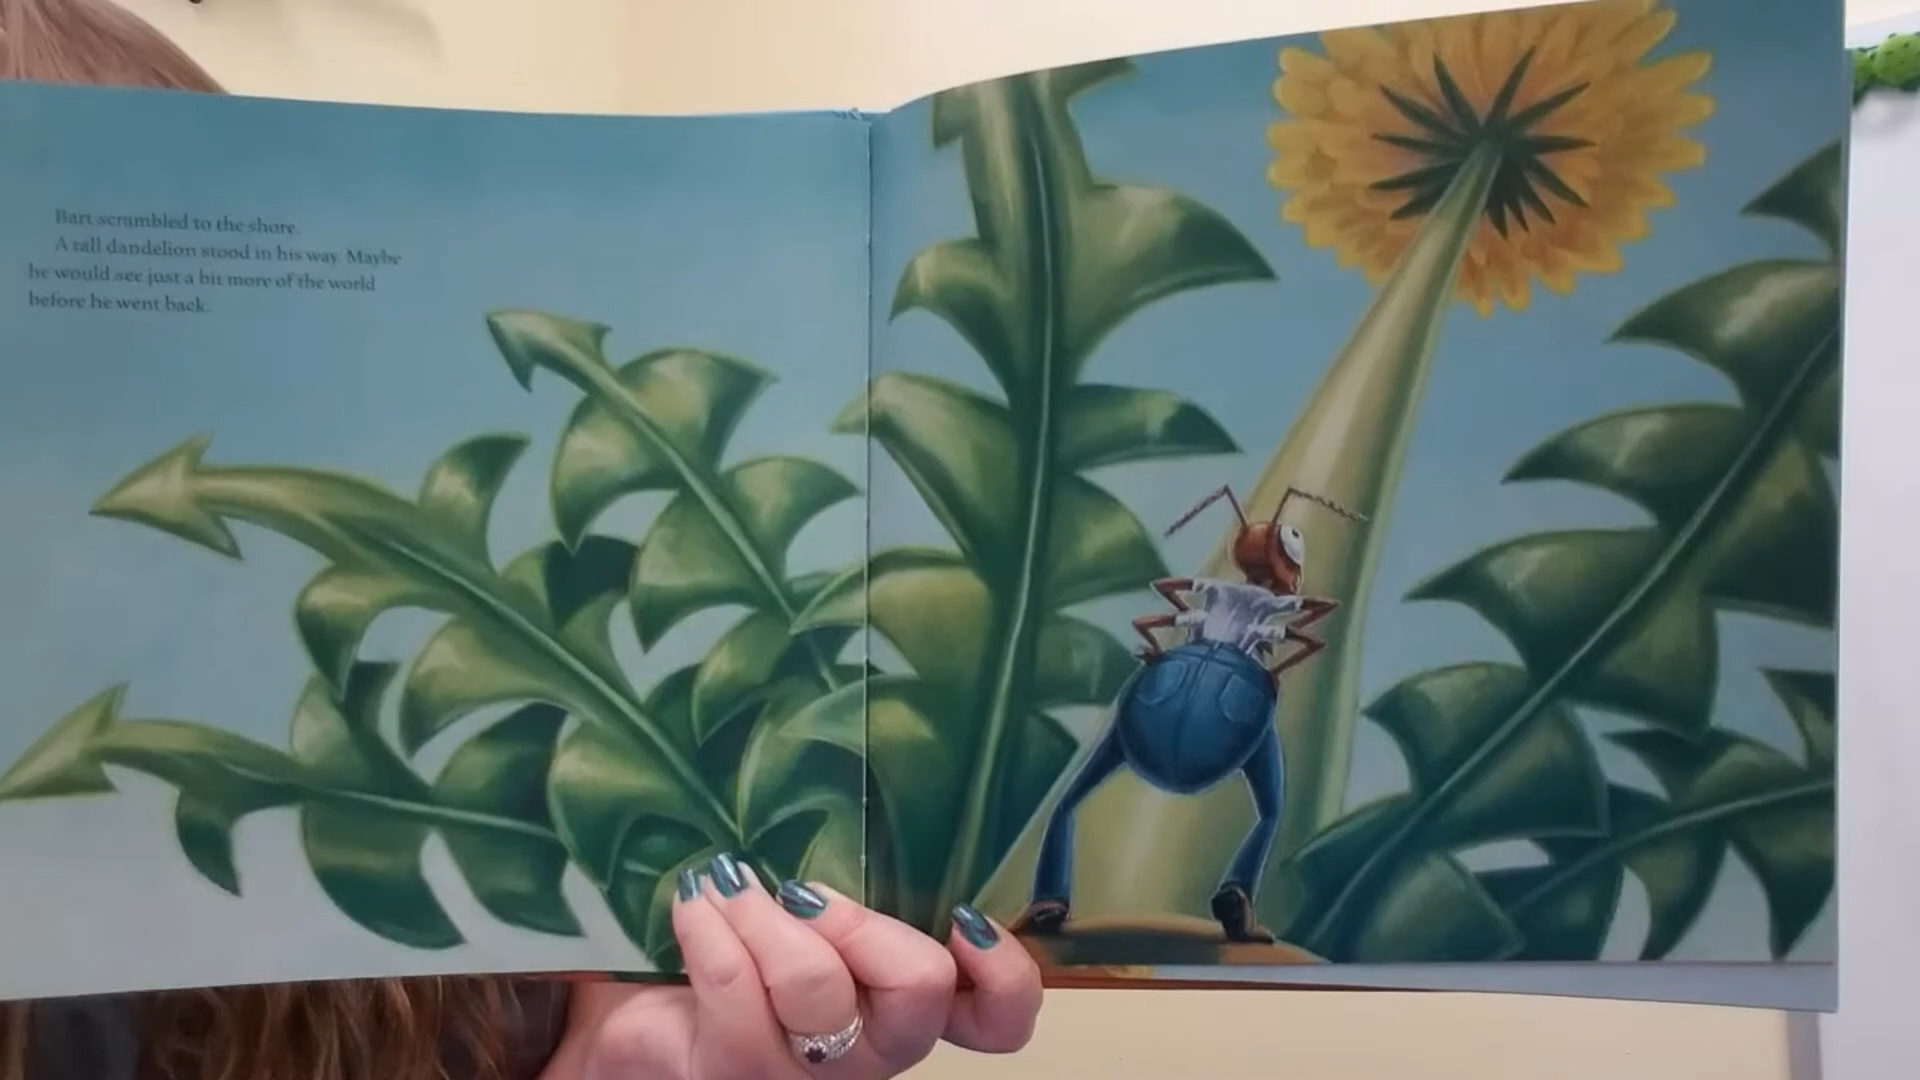 Bart scrambled to the shore.
A tall dandelion stood in his way. Maybe
he would see just a bit more of the world
before he went back.